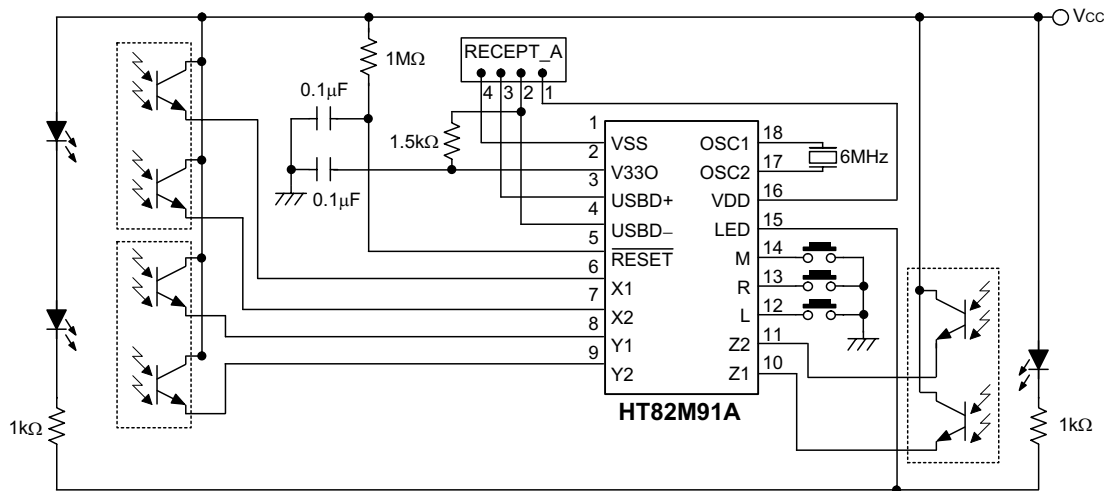 VCC
RECEPT_A
4 3 2 1
1MΩ
0.1μF
1.5kΩ
0.1μF
1 VSS
2 V33O
3 USBD+
4 USBD–
5 RESET
6 X1
7 X2
8 Y1
9 Y2
OSC1 18
OSC2 17
6MHz
VDD 16
LED 15
M 14
R 13
L 12
Z2 11
Z1 10
HT82M91A
1kΩ
1kΩ